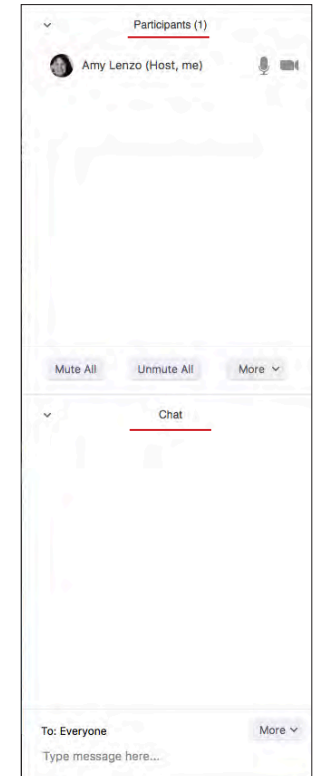 Participants (1)
Amy Lenzo (Host, me)
Mute All Unmute All More
Chat
To: Everyone More
Type message here...